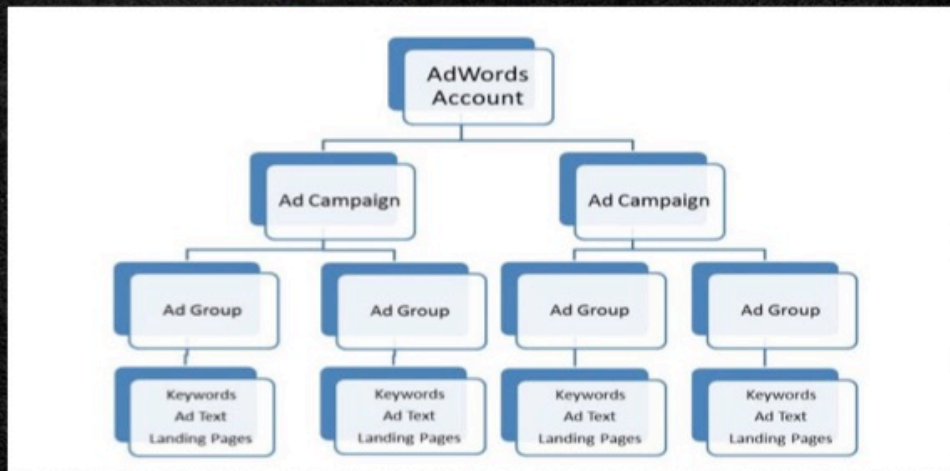 AdWords
Account
Ad Campaign
Ad Campaign
Ad Group
Ad Group
Ad Group
Ad Group
Keywords
Ad Text
Landing Pages
Keywords
Ad Text
Landing Pages
Keywords
Ad Text
Landing Pages
Keywords
Ad Text
Landing Pages